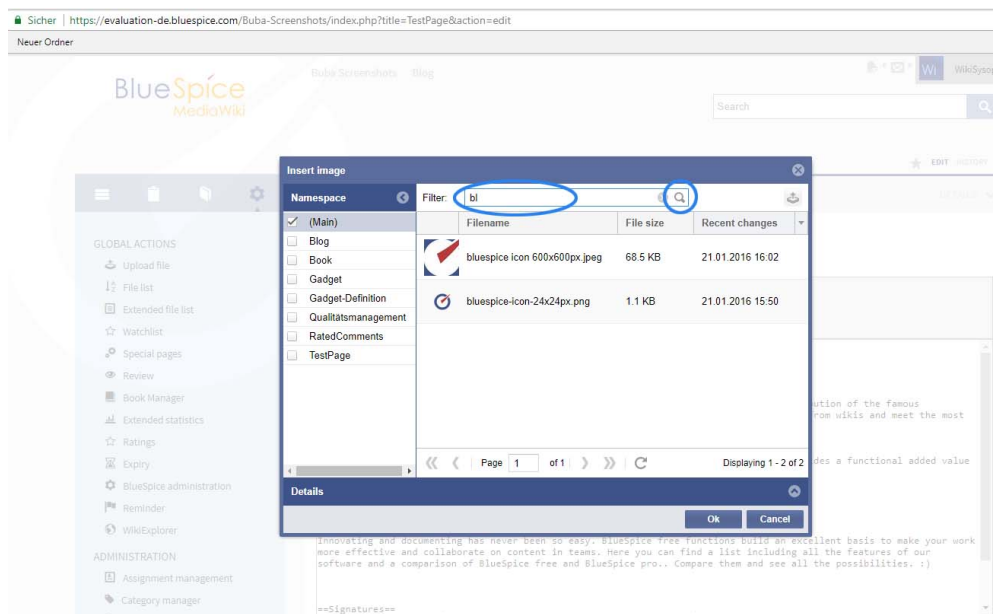 Sicher | https://evaluation-de.bluespice.com/Buba-Screenshots/index.php?title=TestPage&action=edit
Neuer Ordner
BlueSpice
MediaWiki
Buba Screenshots Blog
Wi WikiSysop
Search
EDIT HISTORY
Insert image
Namespace
Filter: bl
(Main)
Blog
Book
Gadget
Gadget-Definition
Qualitätsmanagement
RatedComments
TestPage
Filename File size Recent changes
bluespice icon 600x600px.jpeg 68.5 KB 21.01.2016 16:02
bluespice-icon-24x24px.png 1.1 KB 21.01.2016 15:50
Page 1 of 1
Displaying 1 - 2 of 2
Details
Ok Cancel
GLOBAL ACTIONS
Upload file
File list
Extended file list
Watchlist
Special pages
Review
Book Manager
Extended statistics
Ratings
Expiry
BlueSpice administration
Reminder
WikiExplorer
ADMINISTRATION
Assignment management
Category manager
ution of the famous
rom wikis and meet the most
des a functional added value
Innovating and documenting has never been so easy. BlueSpice free functions build an excellent basis to make your work
more effective and collaborate on content in teams. Here you can find a list including all the features of our
software and a comparison of BlueSpice free and BlueSpice pro.. Compare them and see all the possibilities. :)
==Signatures==